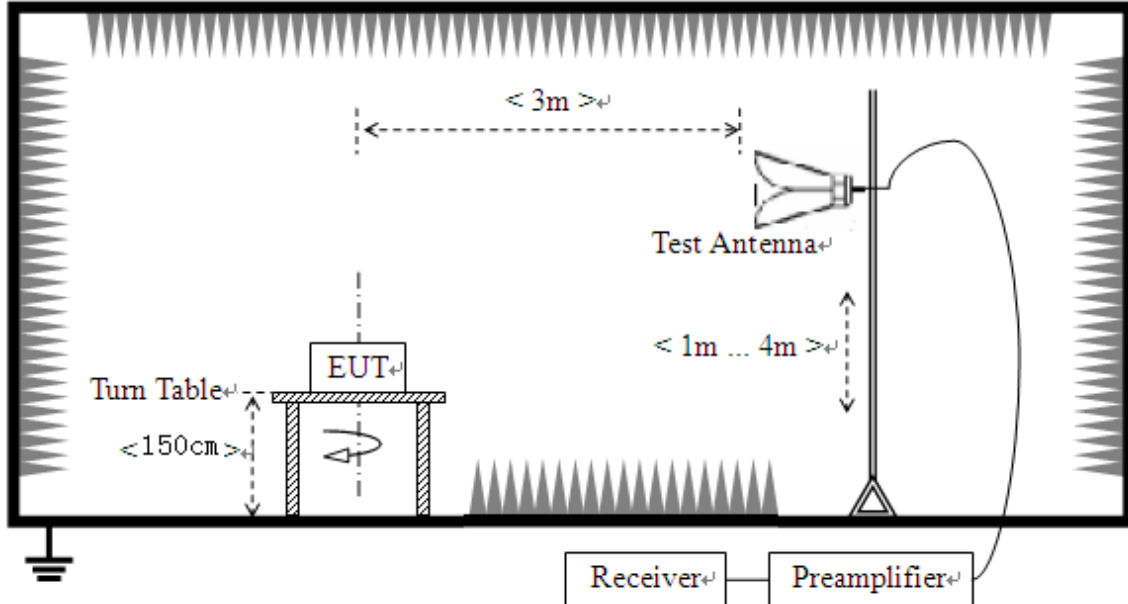 < 3m >↵
Test Antenna↵
< 1m ... 4m >↵
EUT↵
Turn Table↵
<150cm>↵
Receiver↵
Preamplifier↵